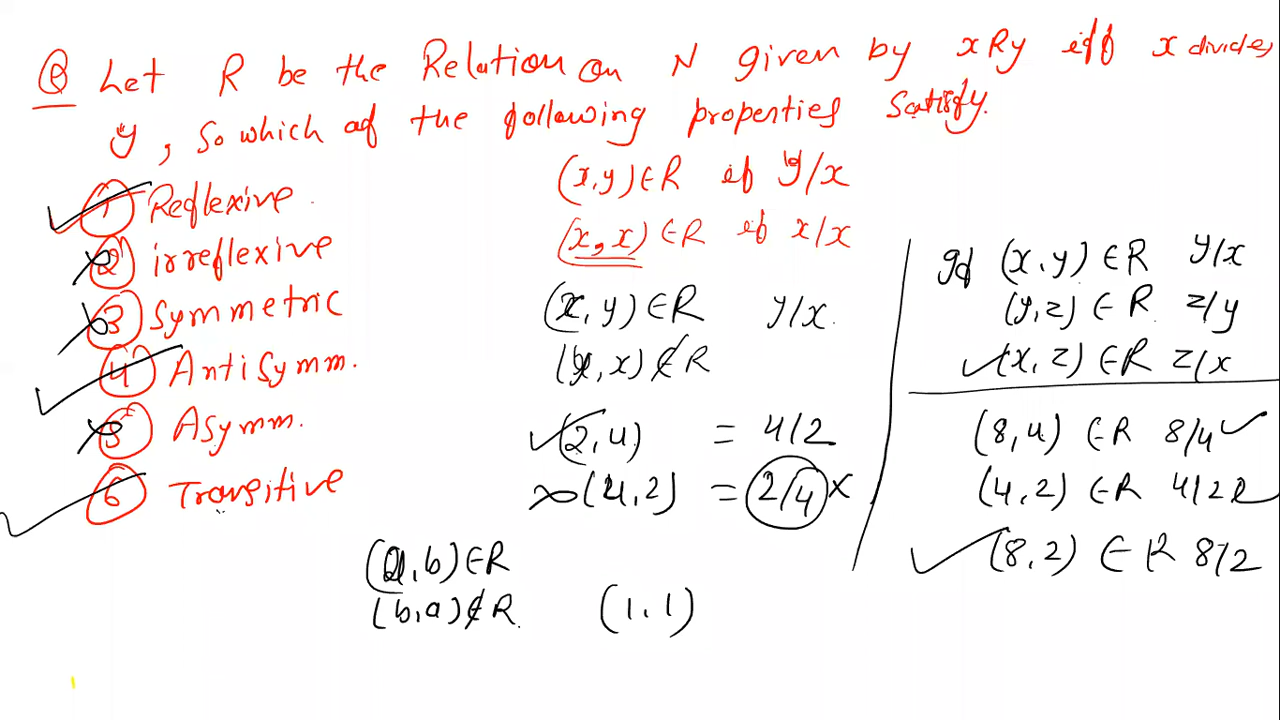 Q Let R be the Relation on N given by xRy iff x divides
y, so which of the following properties satisfy.
1 Reflexive
2 irreflexive
3 Symmetric
4 Antisymm.
5 Asymm.
6 Transitive
(x,y)∈R if y/x
(x,x)∈R if x/x
(x,y)∈R y/x.
(y,x)∉R
(2,4) = 4/2
(4,2) = 2/4 x
(a,b)∈R
(b,a)∉R.
(1,1)
If (x,y)∈R y/x
(y,z)∈R z/y
(x,z)∈R z/x
(8,4)∈R 8/4
(4,2)∈R 4/2
(8,2)∈R 8/2